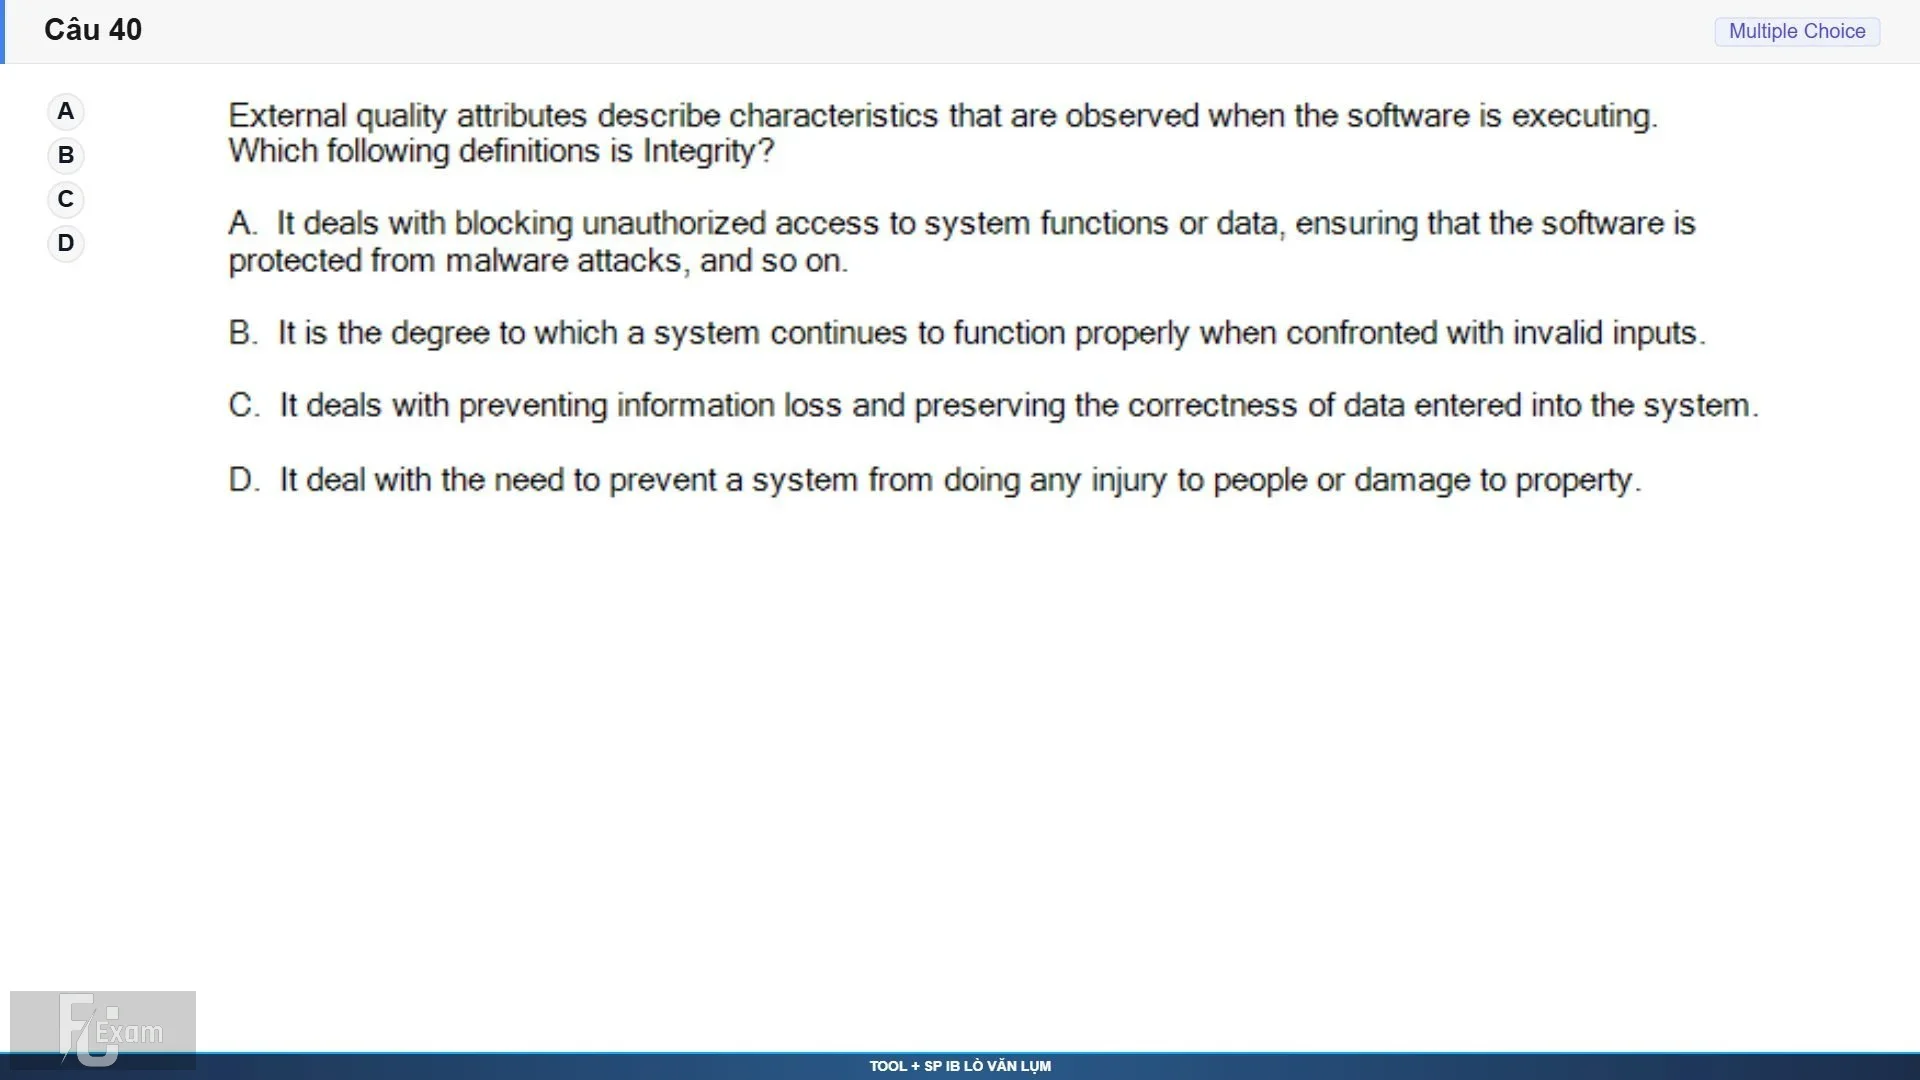 Câu 40
Multiple Choice
A
B
C
D
External quality attributes describe characteristics that are observed when the software is executing.
Which following definitions is Integrity?
A. It deals with blocking unauthorized access to system functions or data, ensuring that the software is
protected from malware attacks, and so on.
B. It is the degree to which a system continues to function properly when confronted with invalid inputs.
C. It deals with preventing information loss and preserving the correctness of data entered into the system.
D. It deal with the need to prevent a system from doing any injury to people or damage to property.
Exam
TOOL + SP IB LÒ VĂN LỤM